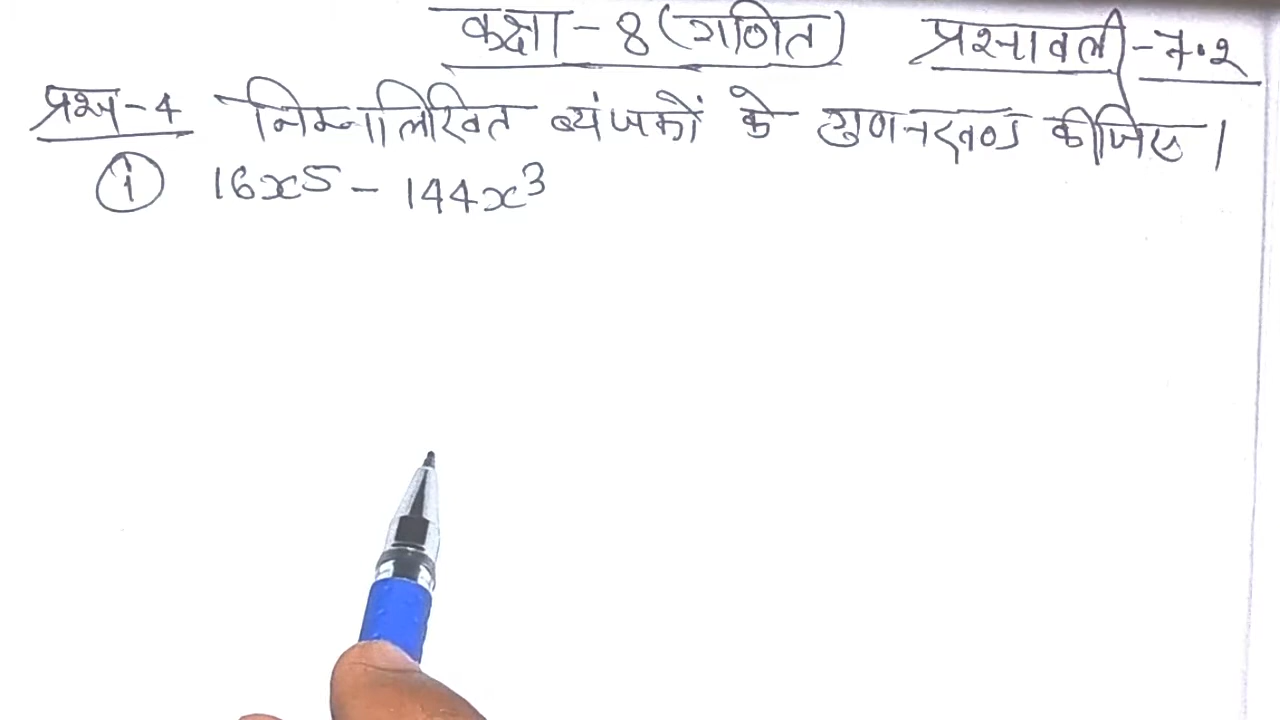 कक्षा - 8 (गणित) प्रश्नावली - 7.2
प्रश्न - 4 निम्नलिखित व्यंजकों के गुणनखण्ड कीजिए।
(i) 16x⁵ - 144x³